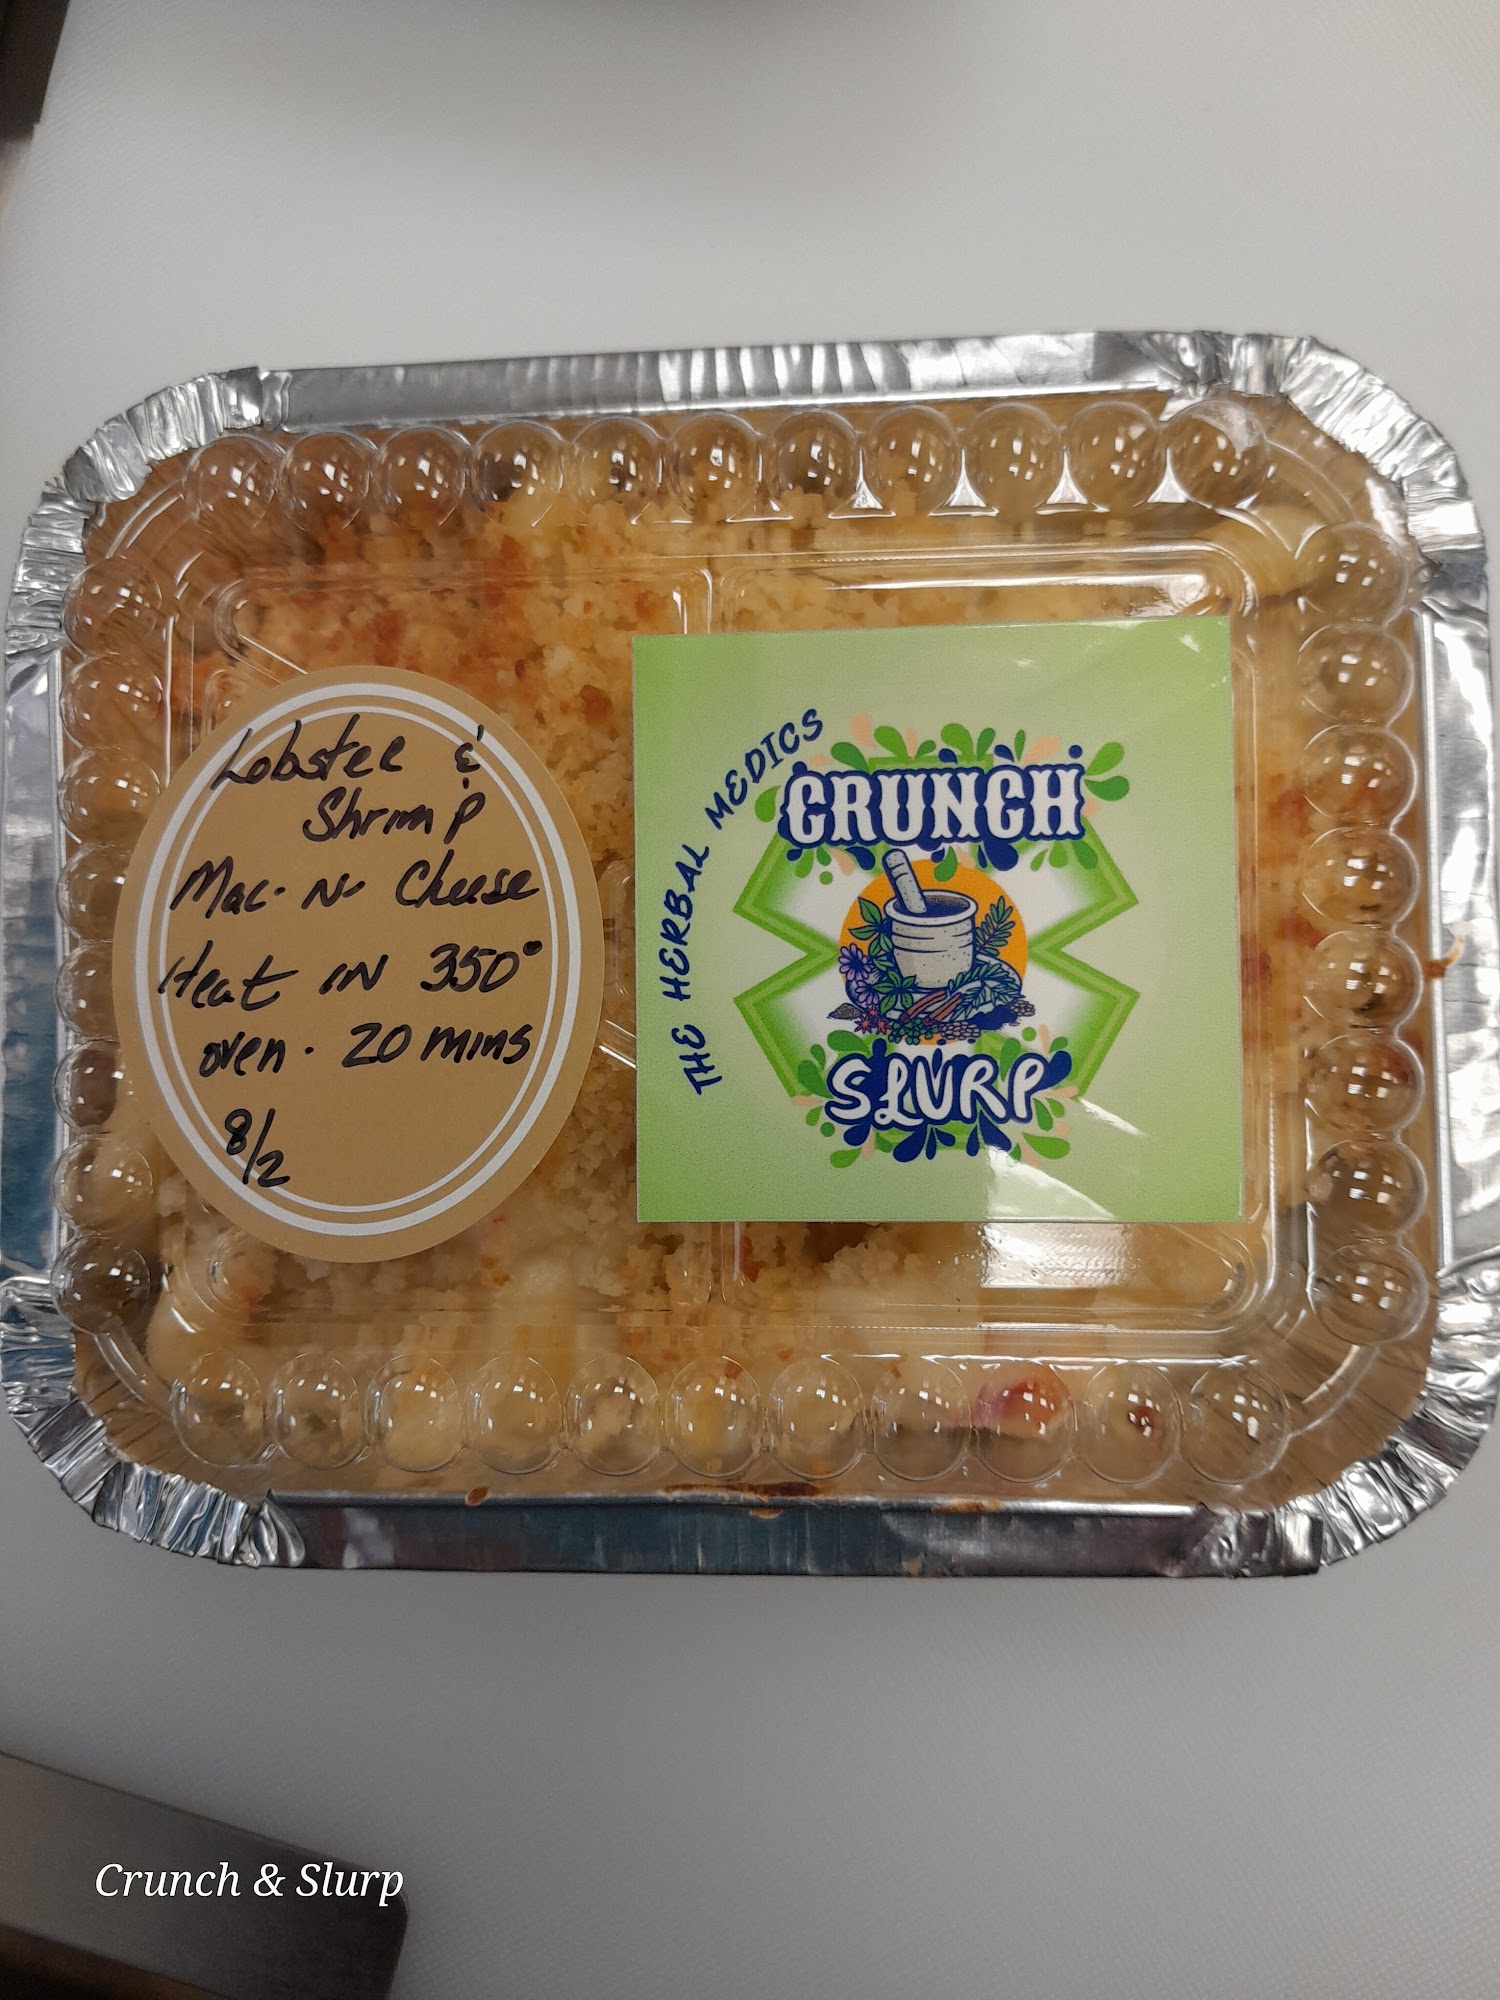 Lobster &
Shrimp
Mac-N-Cheese
Heat IN 350°
oven. 20 mins
8/2
THE HERBAL MEDICS
CRUNCH
SLURP
Crunch & Slurp